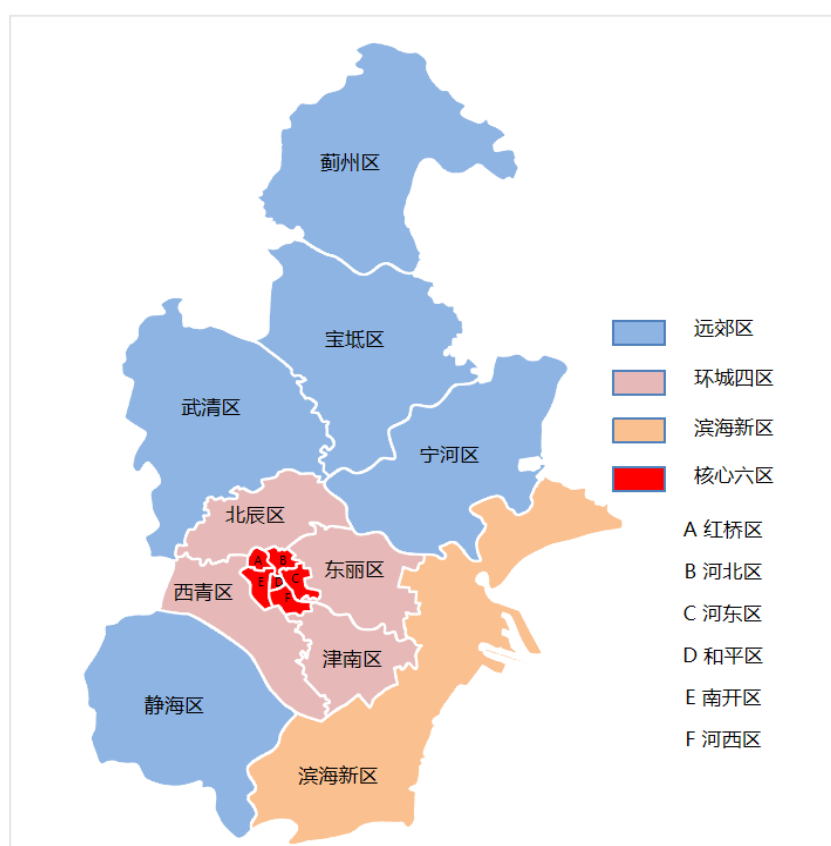 蓟州区
宝坻区
武清区
宁河区
北辰区
东丽区
西青区
津南区
静海区
滨海新区
A
B
C
D
E
F
远郊区
环城四区
滨海新区
核心六区
A 红桥区
B 河北区
C 河东区
D 和平区
E 南开区
F 河西区